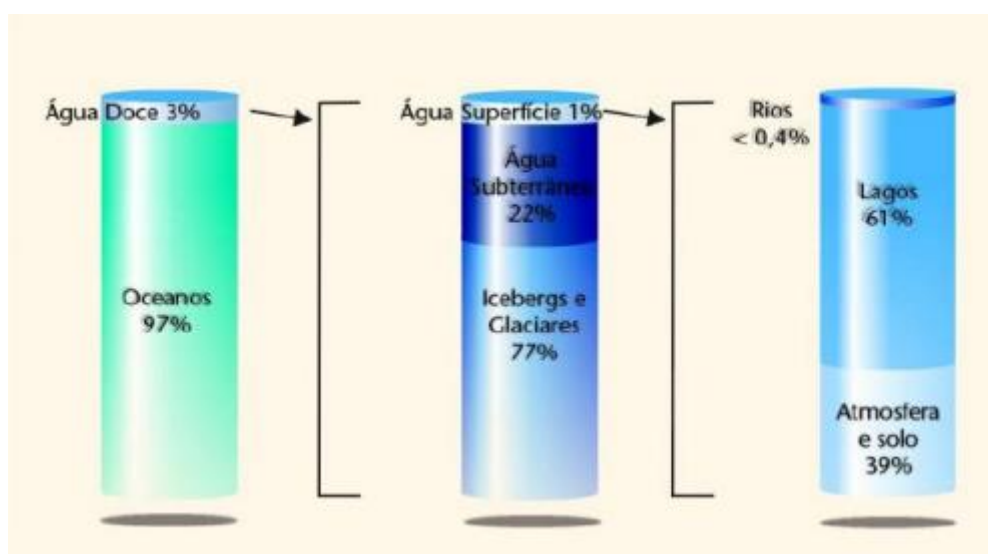 Água Doce 3%
Oceanos
97%
Água Superfície 1%
Água
Subterrânea
22%
Icebergs e
Glaciares
77%
Rios
< 0,4%
Lagos
61%
Atmosfera
e solo
39%